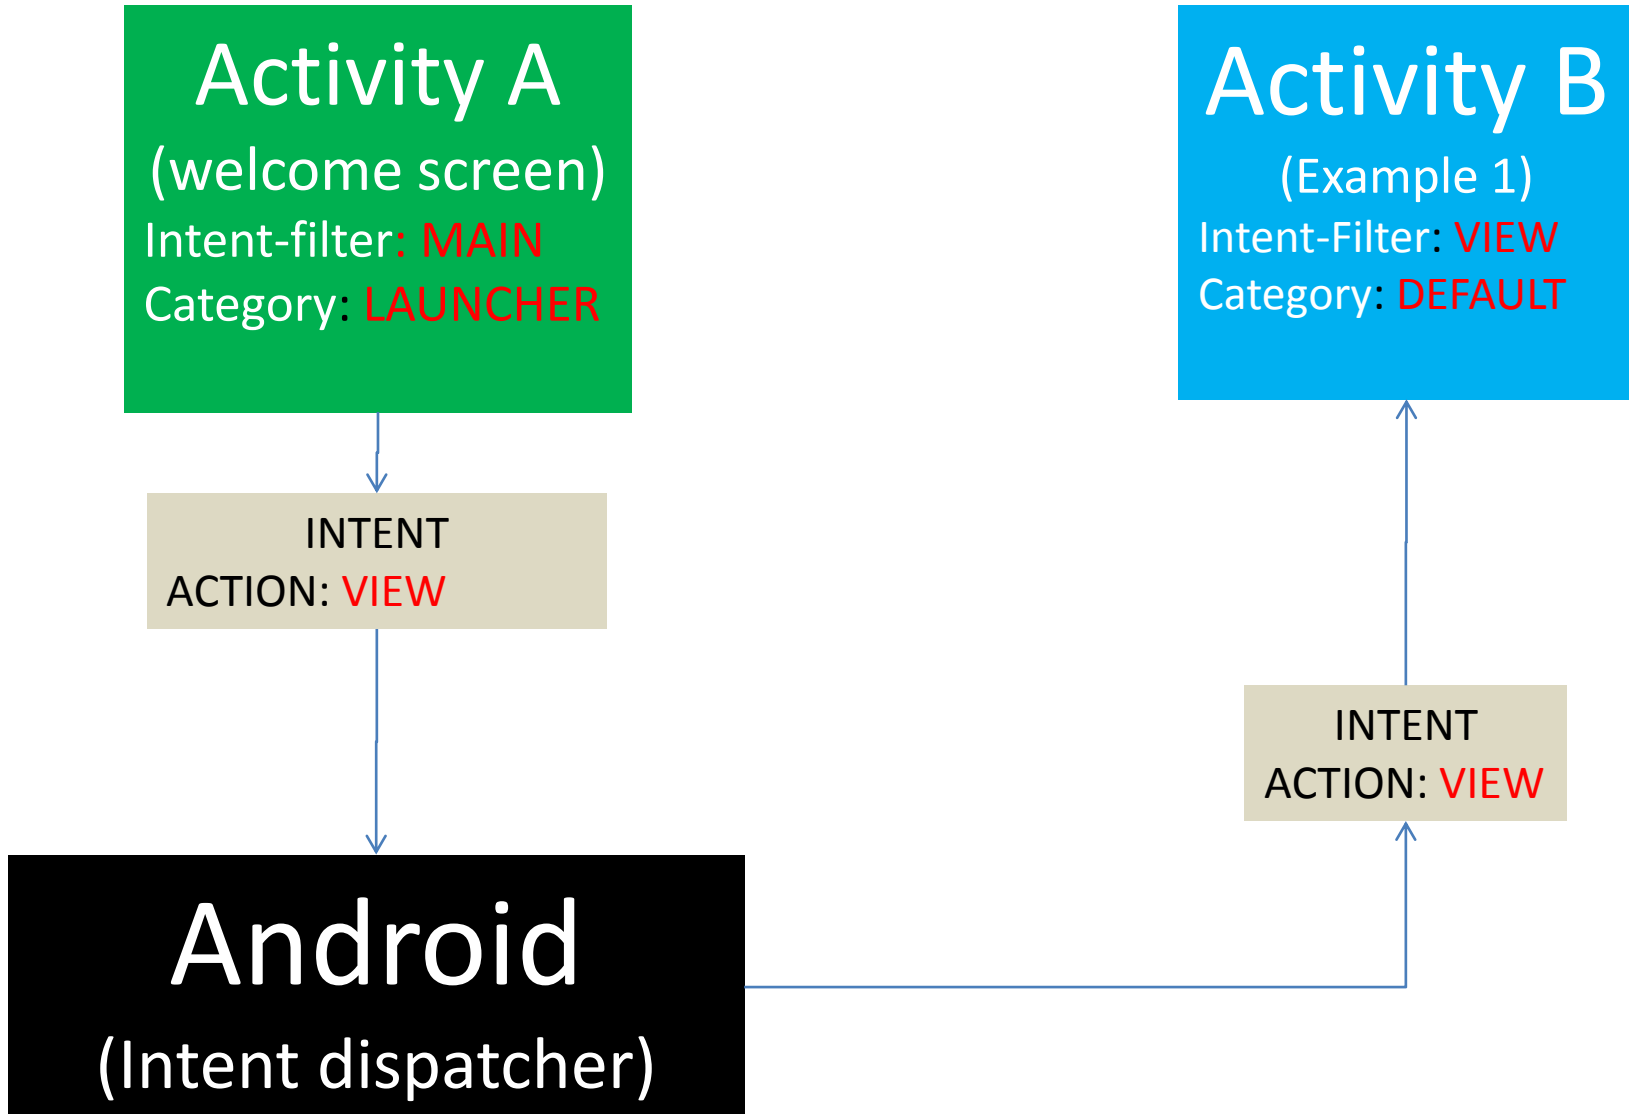 Activity A
(welcome screen)
Intent-filter: MAIN
Category: LAUNCHER
INTENT
ACTION: VIEW
Android
(Intent dispatcher)
INTENT
ACTION: VIEW
Activity B
(Example 1)
Intent-Filter: VIEW
Category: DEFAULT